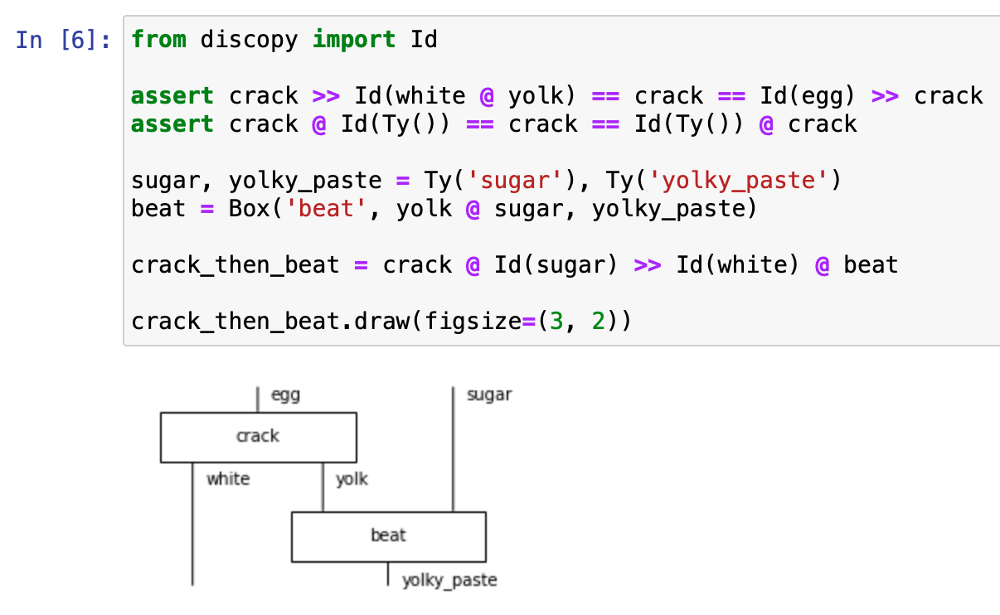 In [6]: from discopy import Id
assert crack >> Id(white @ yolk) == crack == Id(egg) >> crack
assert crack @ Id(Ty()) == crack == Id(Ty()) @ crack
sugar, yolky_paste = Ty('sugar'), Ty('yolky_paste')
beat = Box('beat', yolk @ sugar, yolky_paste)
crack_then_beat = crack @ Id(sugar) >> Id(white) @ beat
crack_then_beat.draw(figsize=(3, 2))
egg sugar
crack
white yolk
beat
yolky_paste